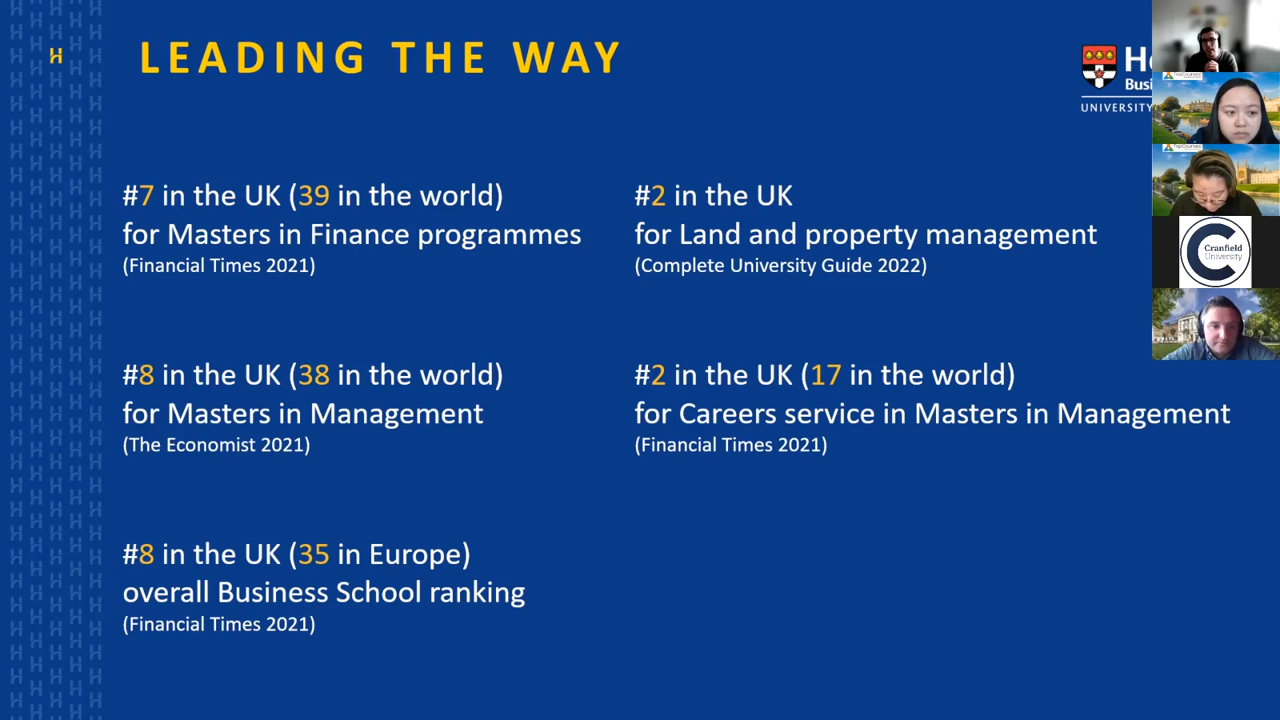 H
LEADING THE WAY
UNIVERSITY
#7 in the UK (39 in the world)
for Masters in Finance programmes
(Financial Times 2021)
#2 in the UK
for Land and property management
(Complete University Guide 2022)
#8 in the UK (38 in the world)
for Masters in Management
(The Economist 2021)
#2 in the UK (17 in the world)
for Careers service in Masters in Management
(Financial Times 2021)
#8 in the UK (35 in Europe)
overall Business School ranking
(Financial Times 2021)
Cranfield
University